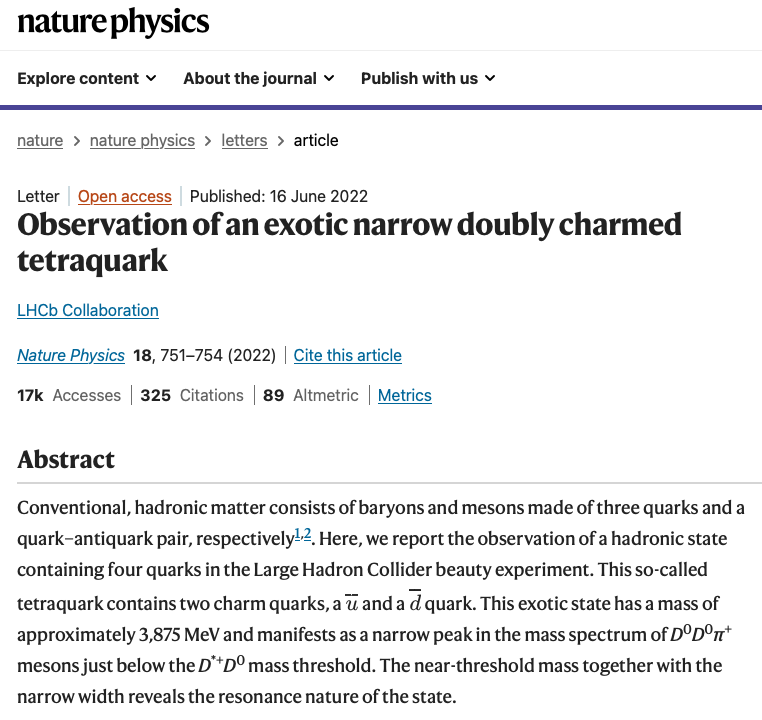 nature physics
Explore content About the journal Publish with us
nature > nature physics > letters > article
Letter | Open access | Published: 16 June 2022
Observation of an exotic narrow doubly charmed
tetraquark
LHCb Collaboration
Nature Physics 18, 751–754 (2022) | Cite this article
17k Accesses | 325 Citations | 89 Altmetric | Metrics
Abstract
Conventional, hadronic matter consists of baryons and mesons made of three quarks and a
quark–antiquark pair, respectively1,2. Here, we report the observation of a hadronic state
containing four quarks in the Large Hadron Collider beauty experiment. This so-called
tetraquark contains two charm quarks, a u̅ and a d̅ quark. This exotic state has a mass of
approximately 3,875 MeV and manifests as a narrow peak in the mass spectrum of D⁰D⁰π⁺
mesons just below the D*⁺D⁰ mass threshold. The near-threshold mass together with the
narrow width reveals the resonance nature of the state.